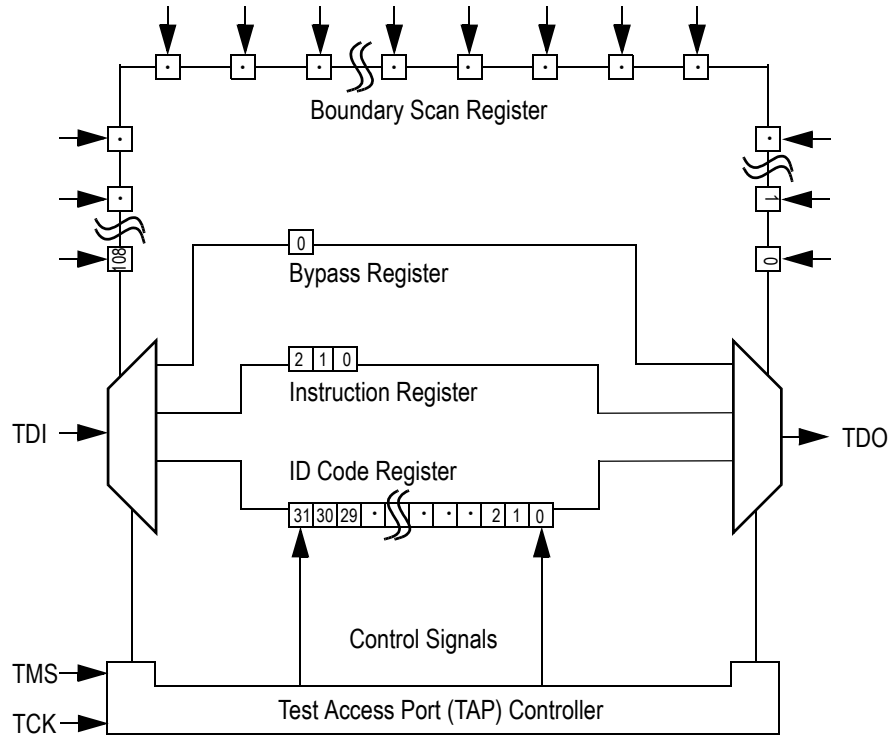 · · · · · · · ·
Boundary Scan Register
· ·
· 1
108 0
0
Bypass Register
2 1 0
Instruction Register
TDI TDO
ID Code Register
31 30 29 · · · · 2 1 0
Control Signals
TMS
Test Access Port (TAP) Controller
TCK